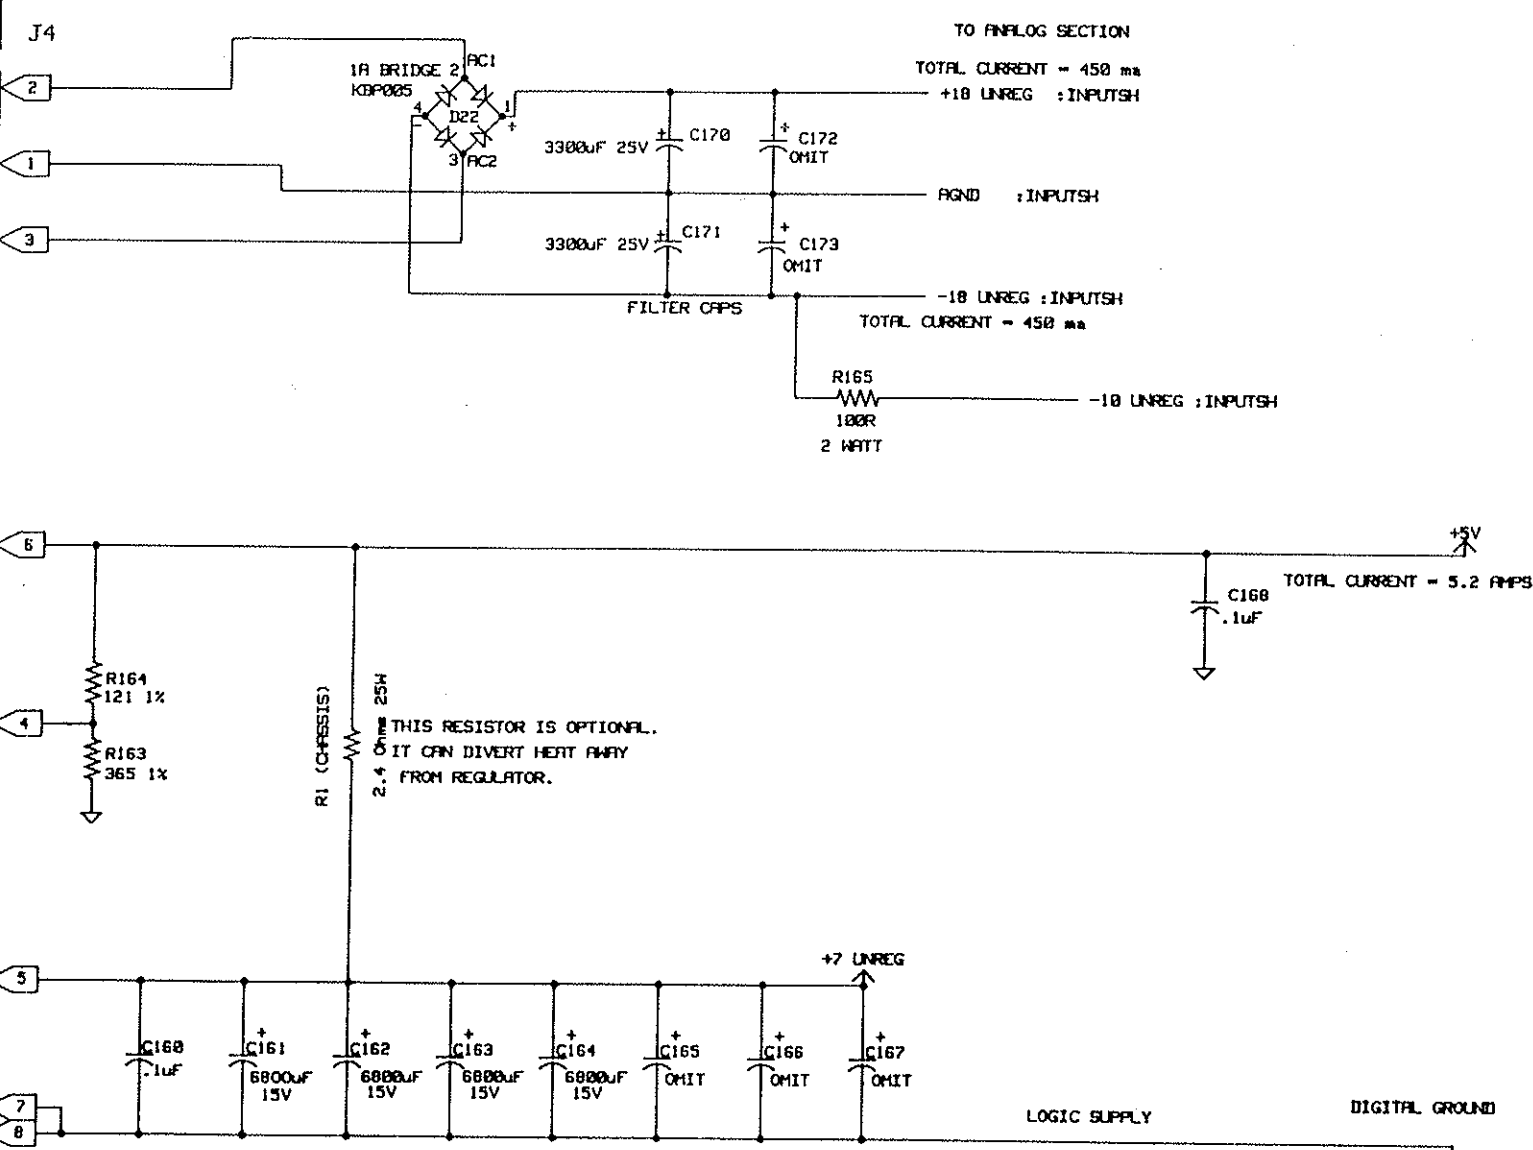 J4
TO ANALOG SECTION
TOTAL CURRENT = 450 ma
+18 UNREG :INPUTSH
2
1A BRIDGE
KBP005
2
AC1
4
-
D22
1
+
3
AC2
1
3300uF 25V
+
C170
+
C172
OMIT
AGND :INPUTSH
3
3300uF 25V
+
C171
+
C173
OMIT
FILTER CAPS
-18 UNREG :INPUTSH
TOTAL CURRENT = 450 ma
R165
100R
2 WATT
-18 UNREG :INPUTSH
6
+5V
TOTAL CURRENT = 5.2 AMPS
C168
.1uF
R164
121 1%
4
R163
365 1%
R1 (CHASSIS)
2.4 Ohms 25W
THIS RESISTOR IS OPTIONAL.
IT CAN DIVERT HEAT AWAY
FROM REGULATOR.
5
+7 UNREG
C160
.1uF
+
C161
6800uF
15V
+
C162
6800uF
15V
+
C163
6800uF
15V
+
C164
6800uF
15V
+
C165
OMIT
+
C166
OMIT
+
C167
OMIT
7
8
LOGIC SUPPLY
DIGITAL GROUND